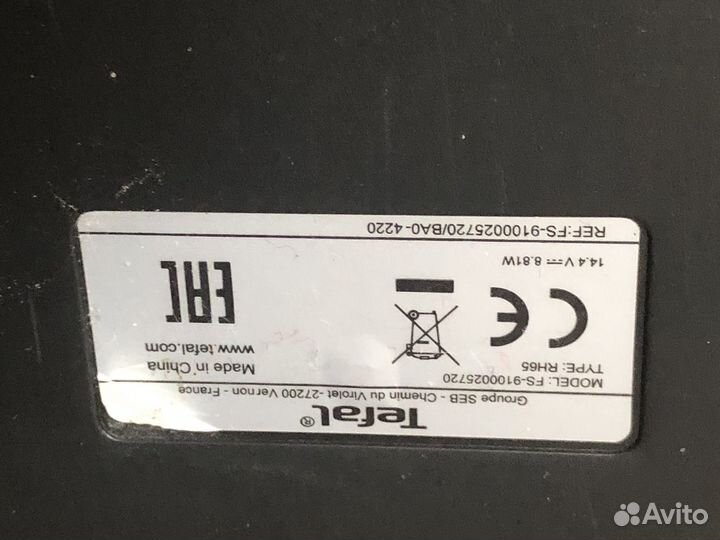 Tefal®
Groupe SEB - Chemin du Virolet -27200 Vernon - France
MODEL: FS-9100025720
TYPE: RH65
Made in China
www.tefal.com
CE
EAC
14.4 V ⎓ 8.81W
REF:FS-9100025720/BA0-4220
Avito